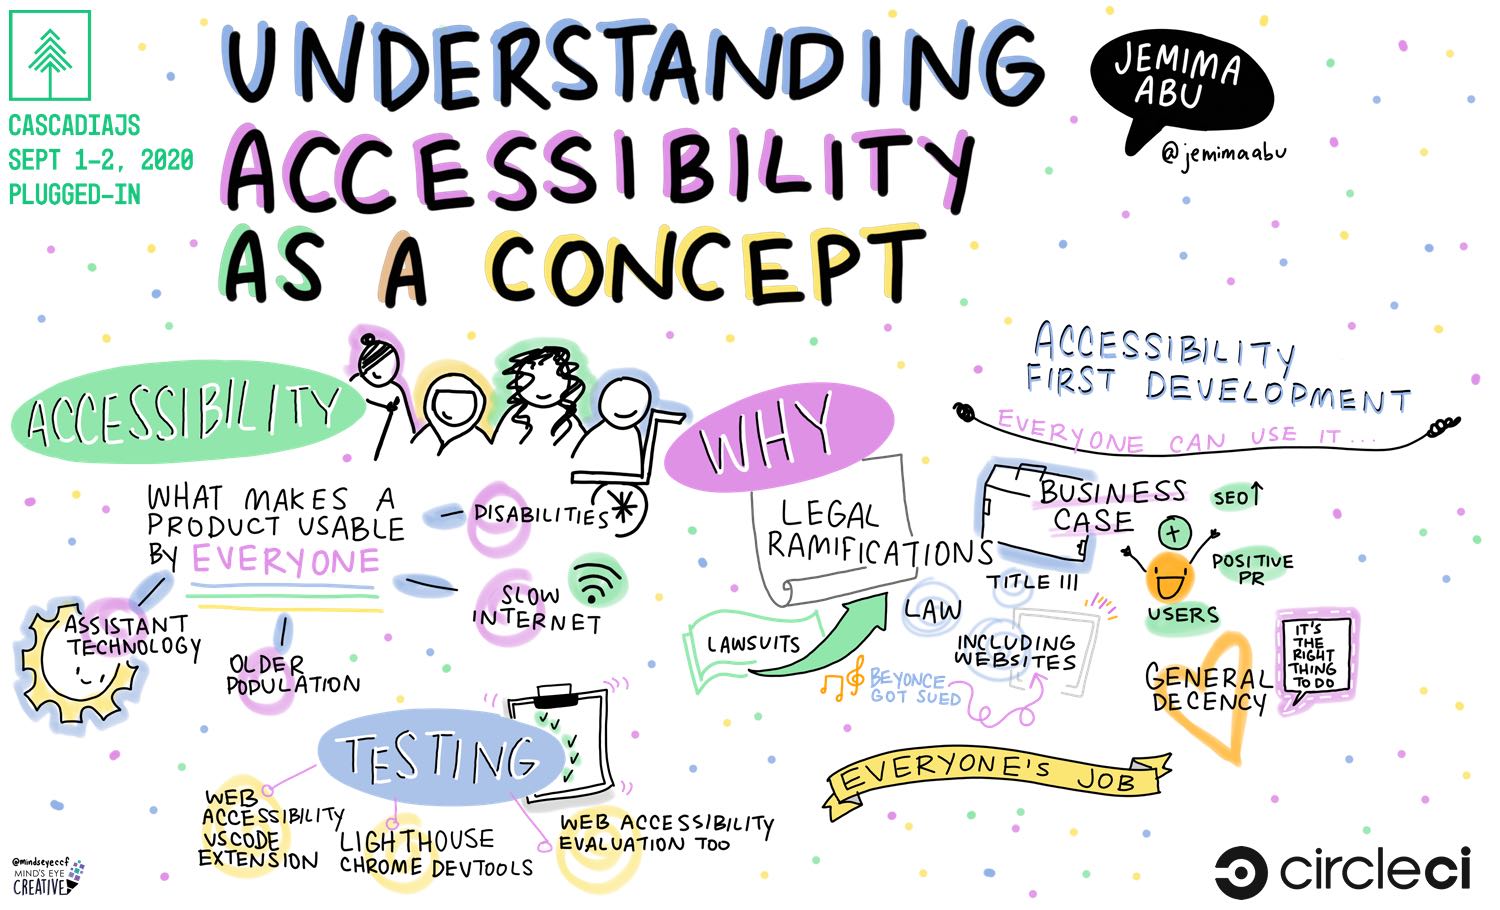 CASCADIAJS
SEPT 1-2, 2020
PLUGGED-IN
UNDERSTANDING
ACCESSIBILITY
AS A CONCEPT
JEMIMA
ABU
@jemimaabu
ACCESSIBILITY
WHAT MAKES A
PRODUCT USABLE
BY EVERYONE
DISABILITIES
SLOW
INTERNET
ASSISTANT
TECHNOLOGY
OLDER
POPULATION
WHY
LEGAL
RAMIFICATIONS
TITLE III
LAW
LAWSUITS
INCLUDING
WEBSITES
BEYONCE
GOT SUED
ACCESSIBILITY
FIRST DEVELOPMENT
EVERYONE CAN USE IT...
BUSINESS
CASE
SEO↑
+
POSITIVE
PR
USERS
GENERAL
DECENCY
IT'S
THE
RIGHT
THING
TO DO
EVERYONE'S JOB
TESTING
WEB
ACCESSIBILITY
VSCODE
EXTENSION
LIGHTHOUSE
CHROME DEVTOOLS
WEB ACCESSIBILITY
EVALUATION TOO
@mindseyeccf
MIND'S EYE
CREATIVE
circleci